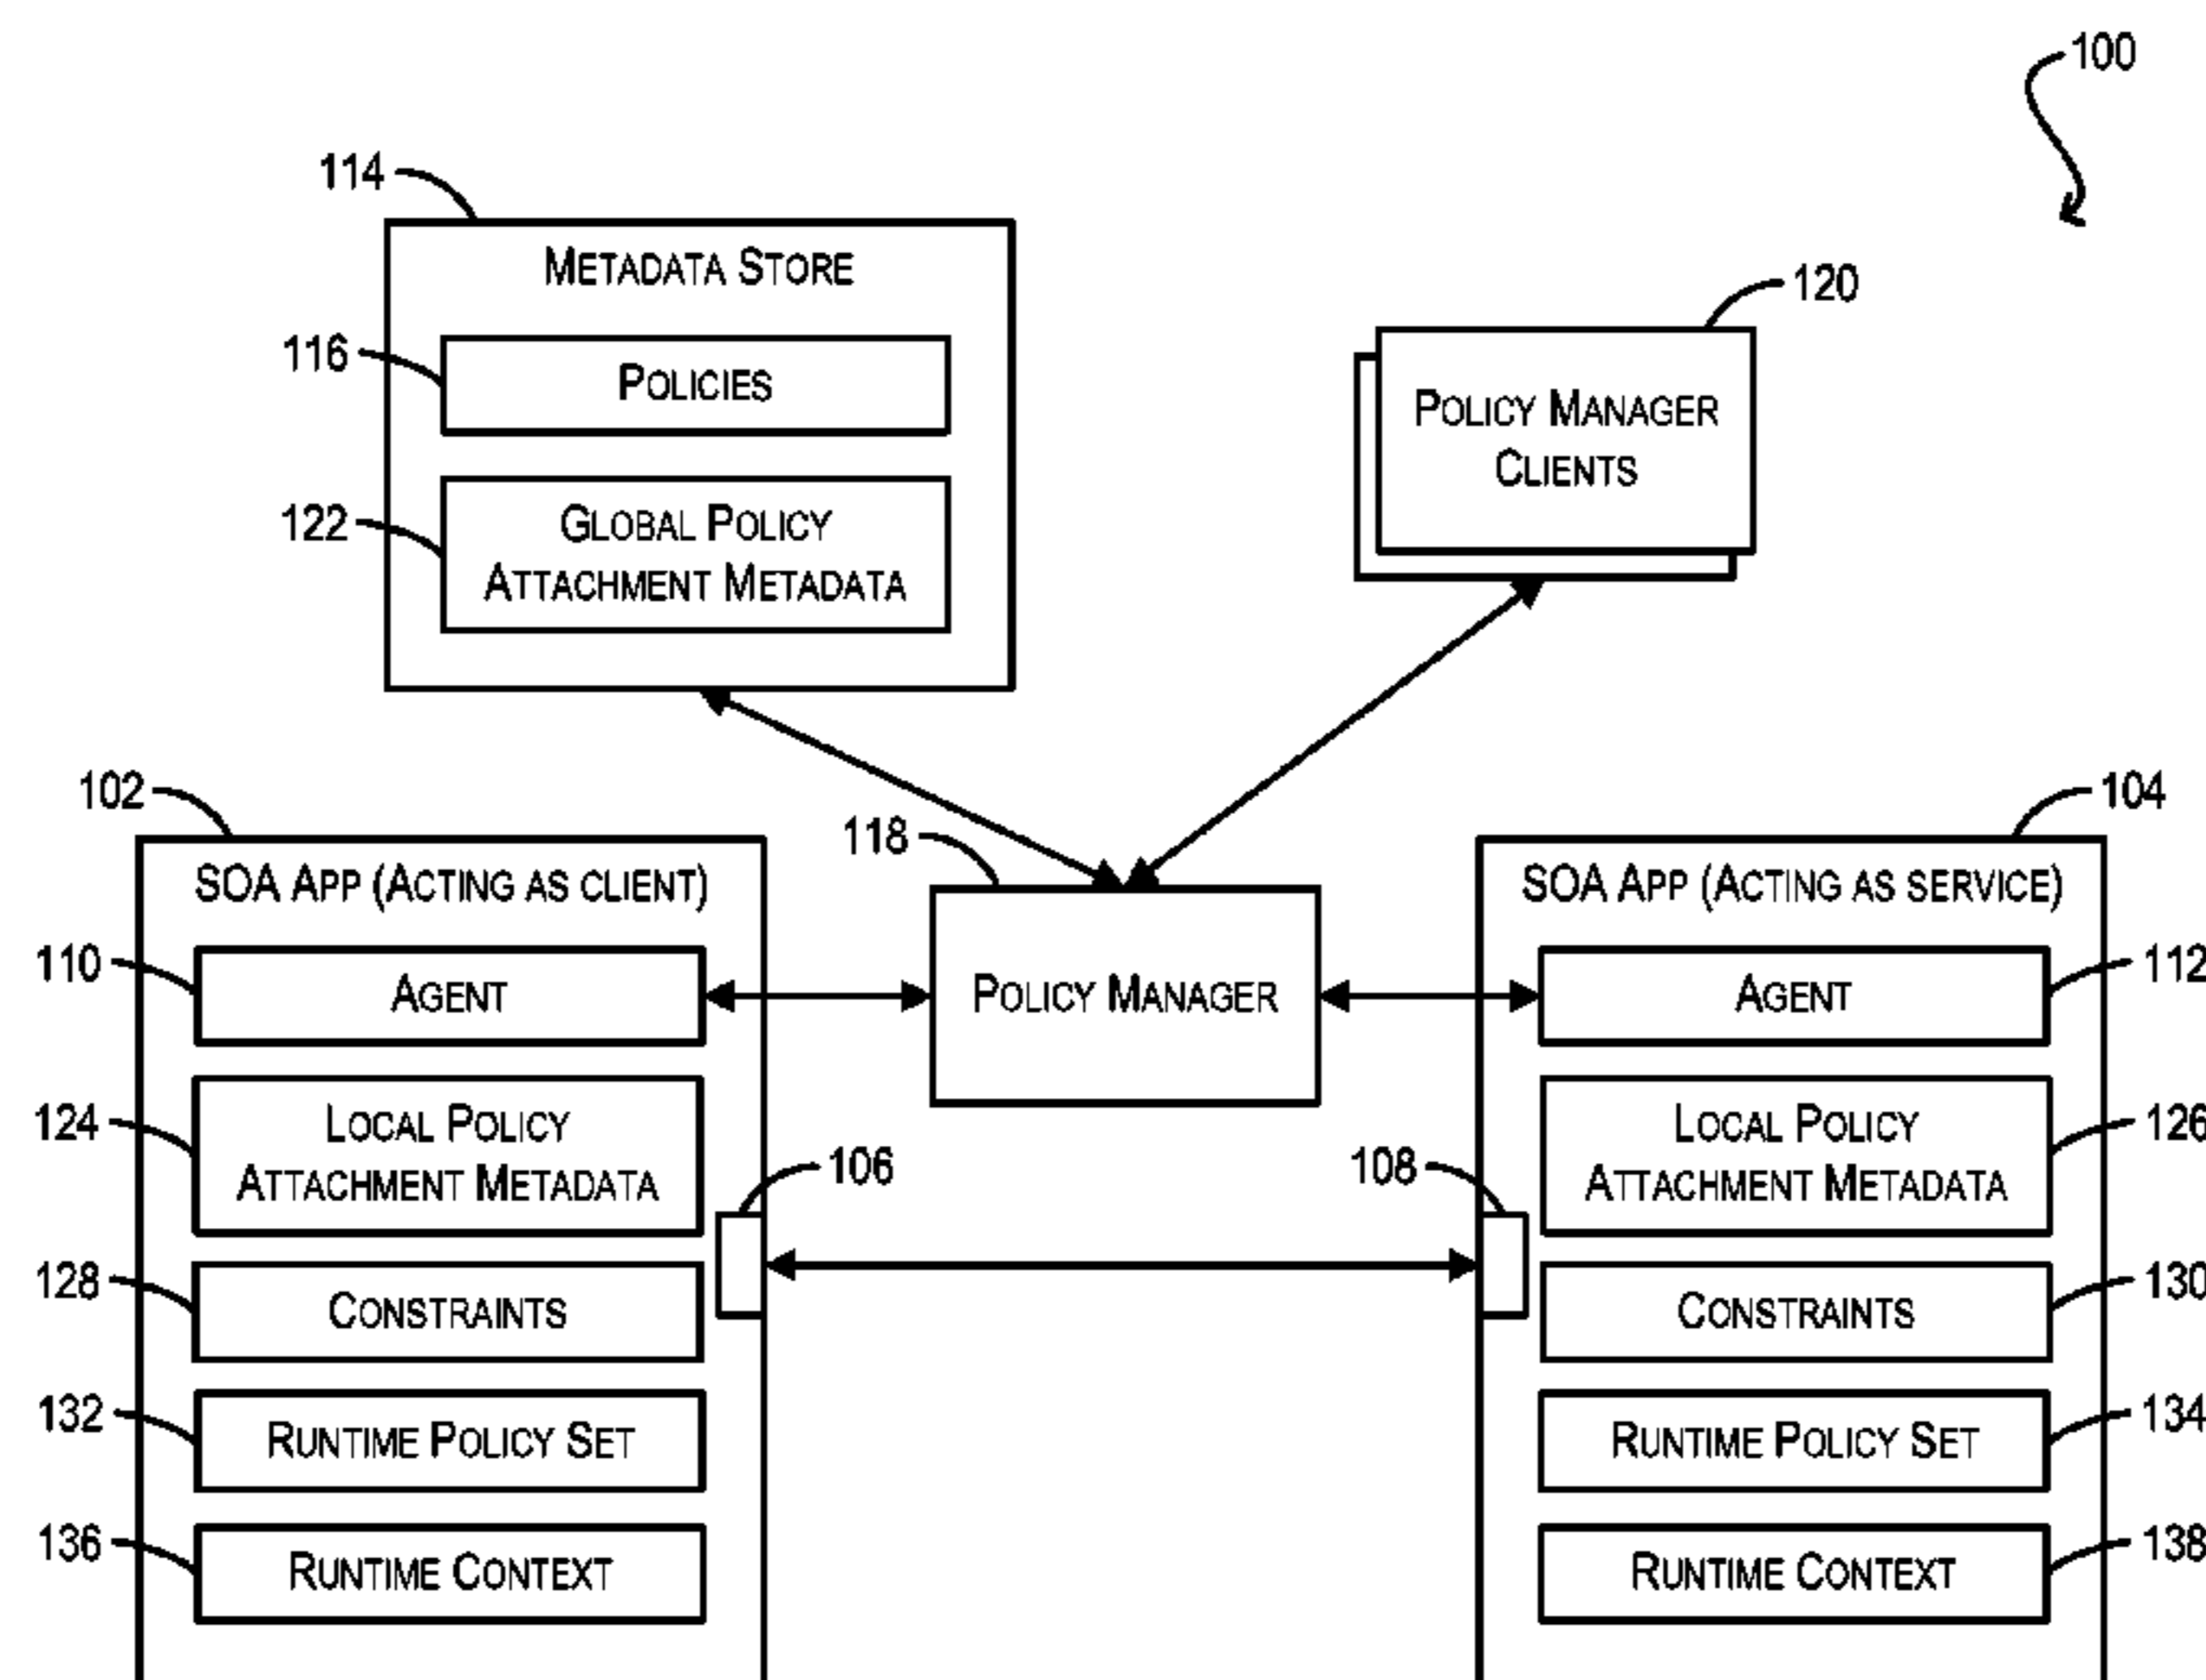 100
114
METADATA STORE
120
116
POLICIES
POLICY MANAGER
CLIENTS
122
GLOBAL POLICY
ATTACHMENT METADATA
102
118
104
SOA APP (ACTING AS CLIENT)
SOA APP (ACTING AS SERVICE)
110
AGENT
POLICY MANAGER
AGENT
112
124
LOCAL POLICY
ATTACHMENT METADATA
106
108
LOCAL POLICY
ATTACHMENT METADATA
126
128
CONSTRAINTS
CONSTRAINTS
130
132
RUNTIME POLICY SET
RUNTIME POLICY SET
134
136
RUNTIME CONTEXT
RUNTIME CONTEXT
138